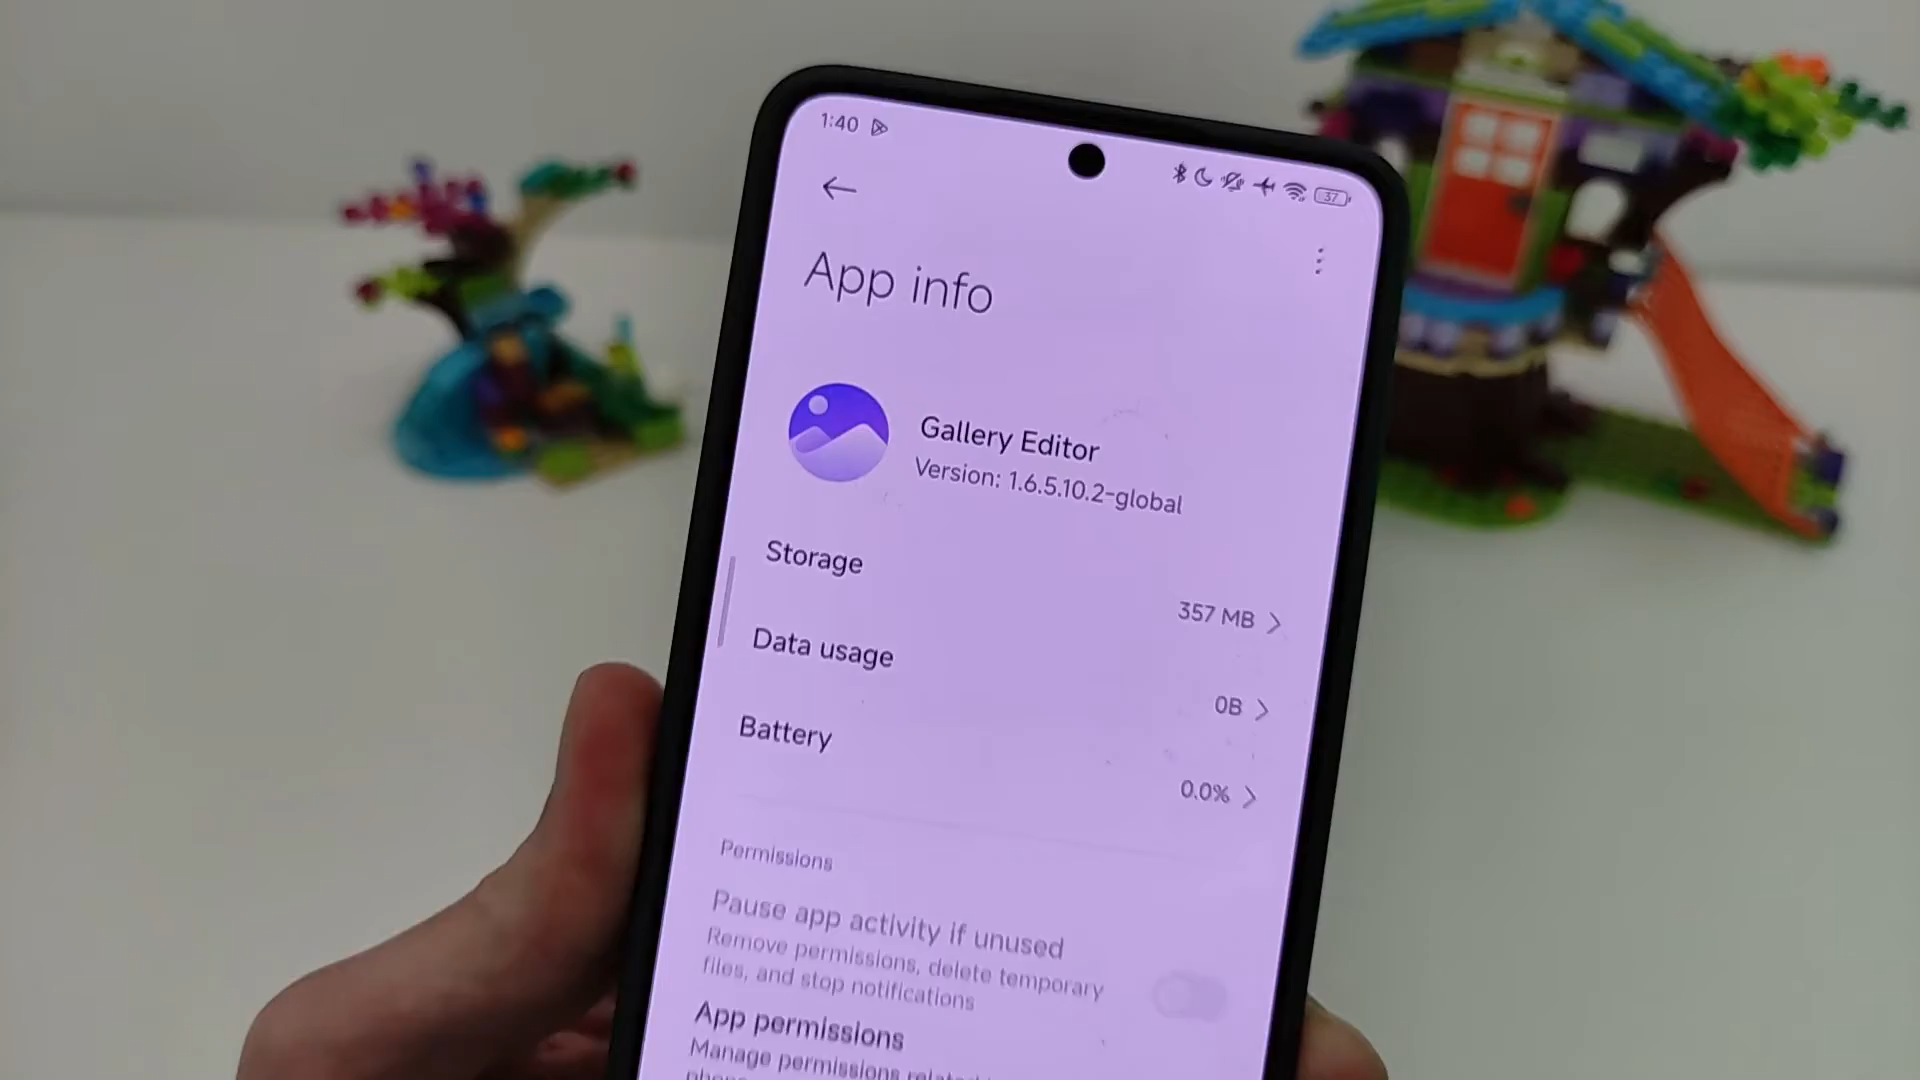 1:40
37
App info
Gallery Editor
Version: 1.6.5.10.2-global
Storage
357 MB
Data usage
0B
Battery
0.0%
Permissions
Pause app activity if unused
Remove permissions, delete temporary
files, and stop notifications
App permissions
Manage permissions